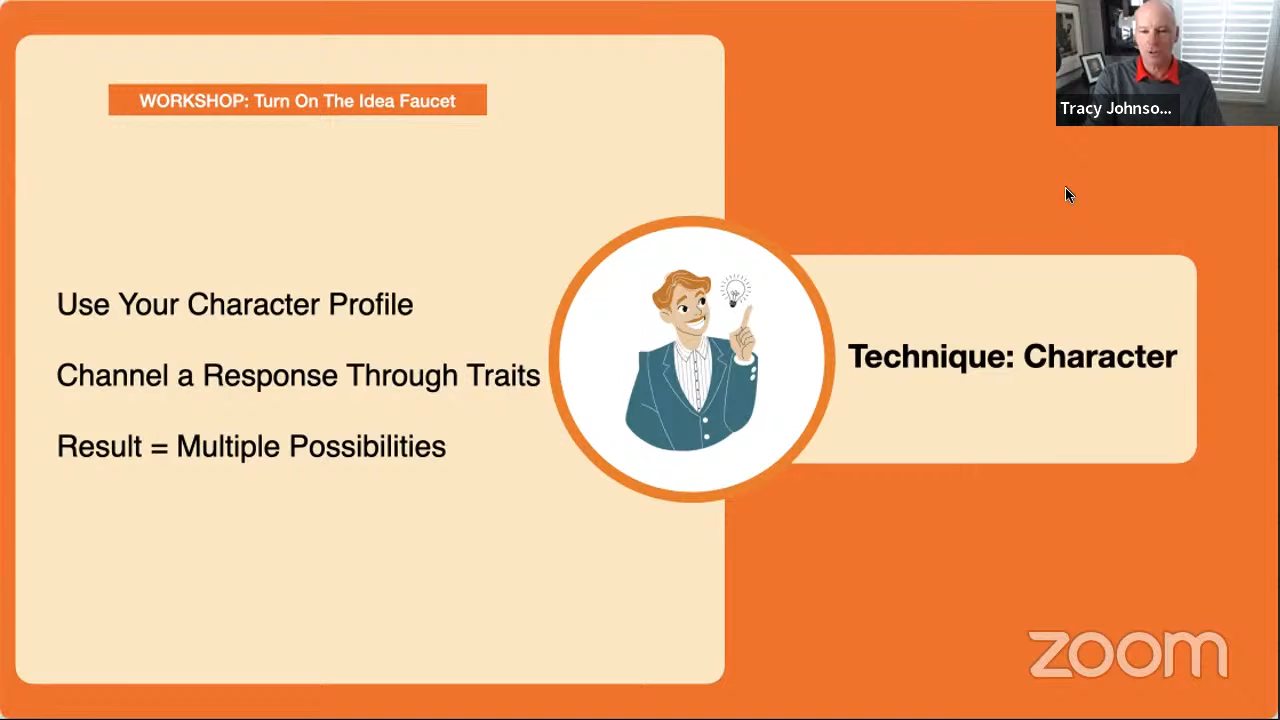 WORKSHOP: Turn On The Idea Faucet
Tracy Johnso...
Use Your Character Profile
Channel a Response Through Traits
Result = Multiple Possibilities
Technique: Character
zoom